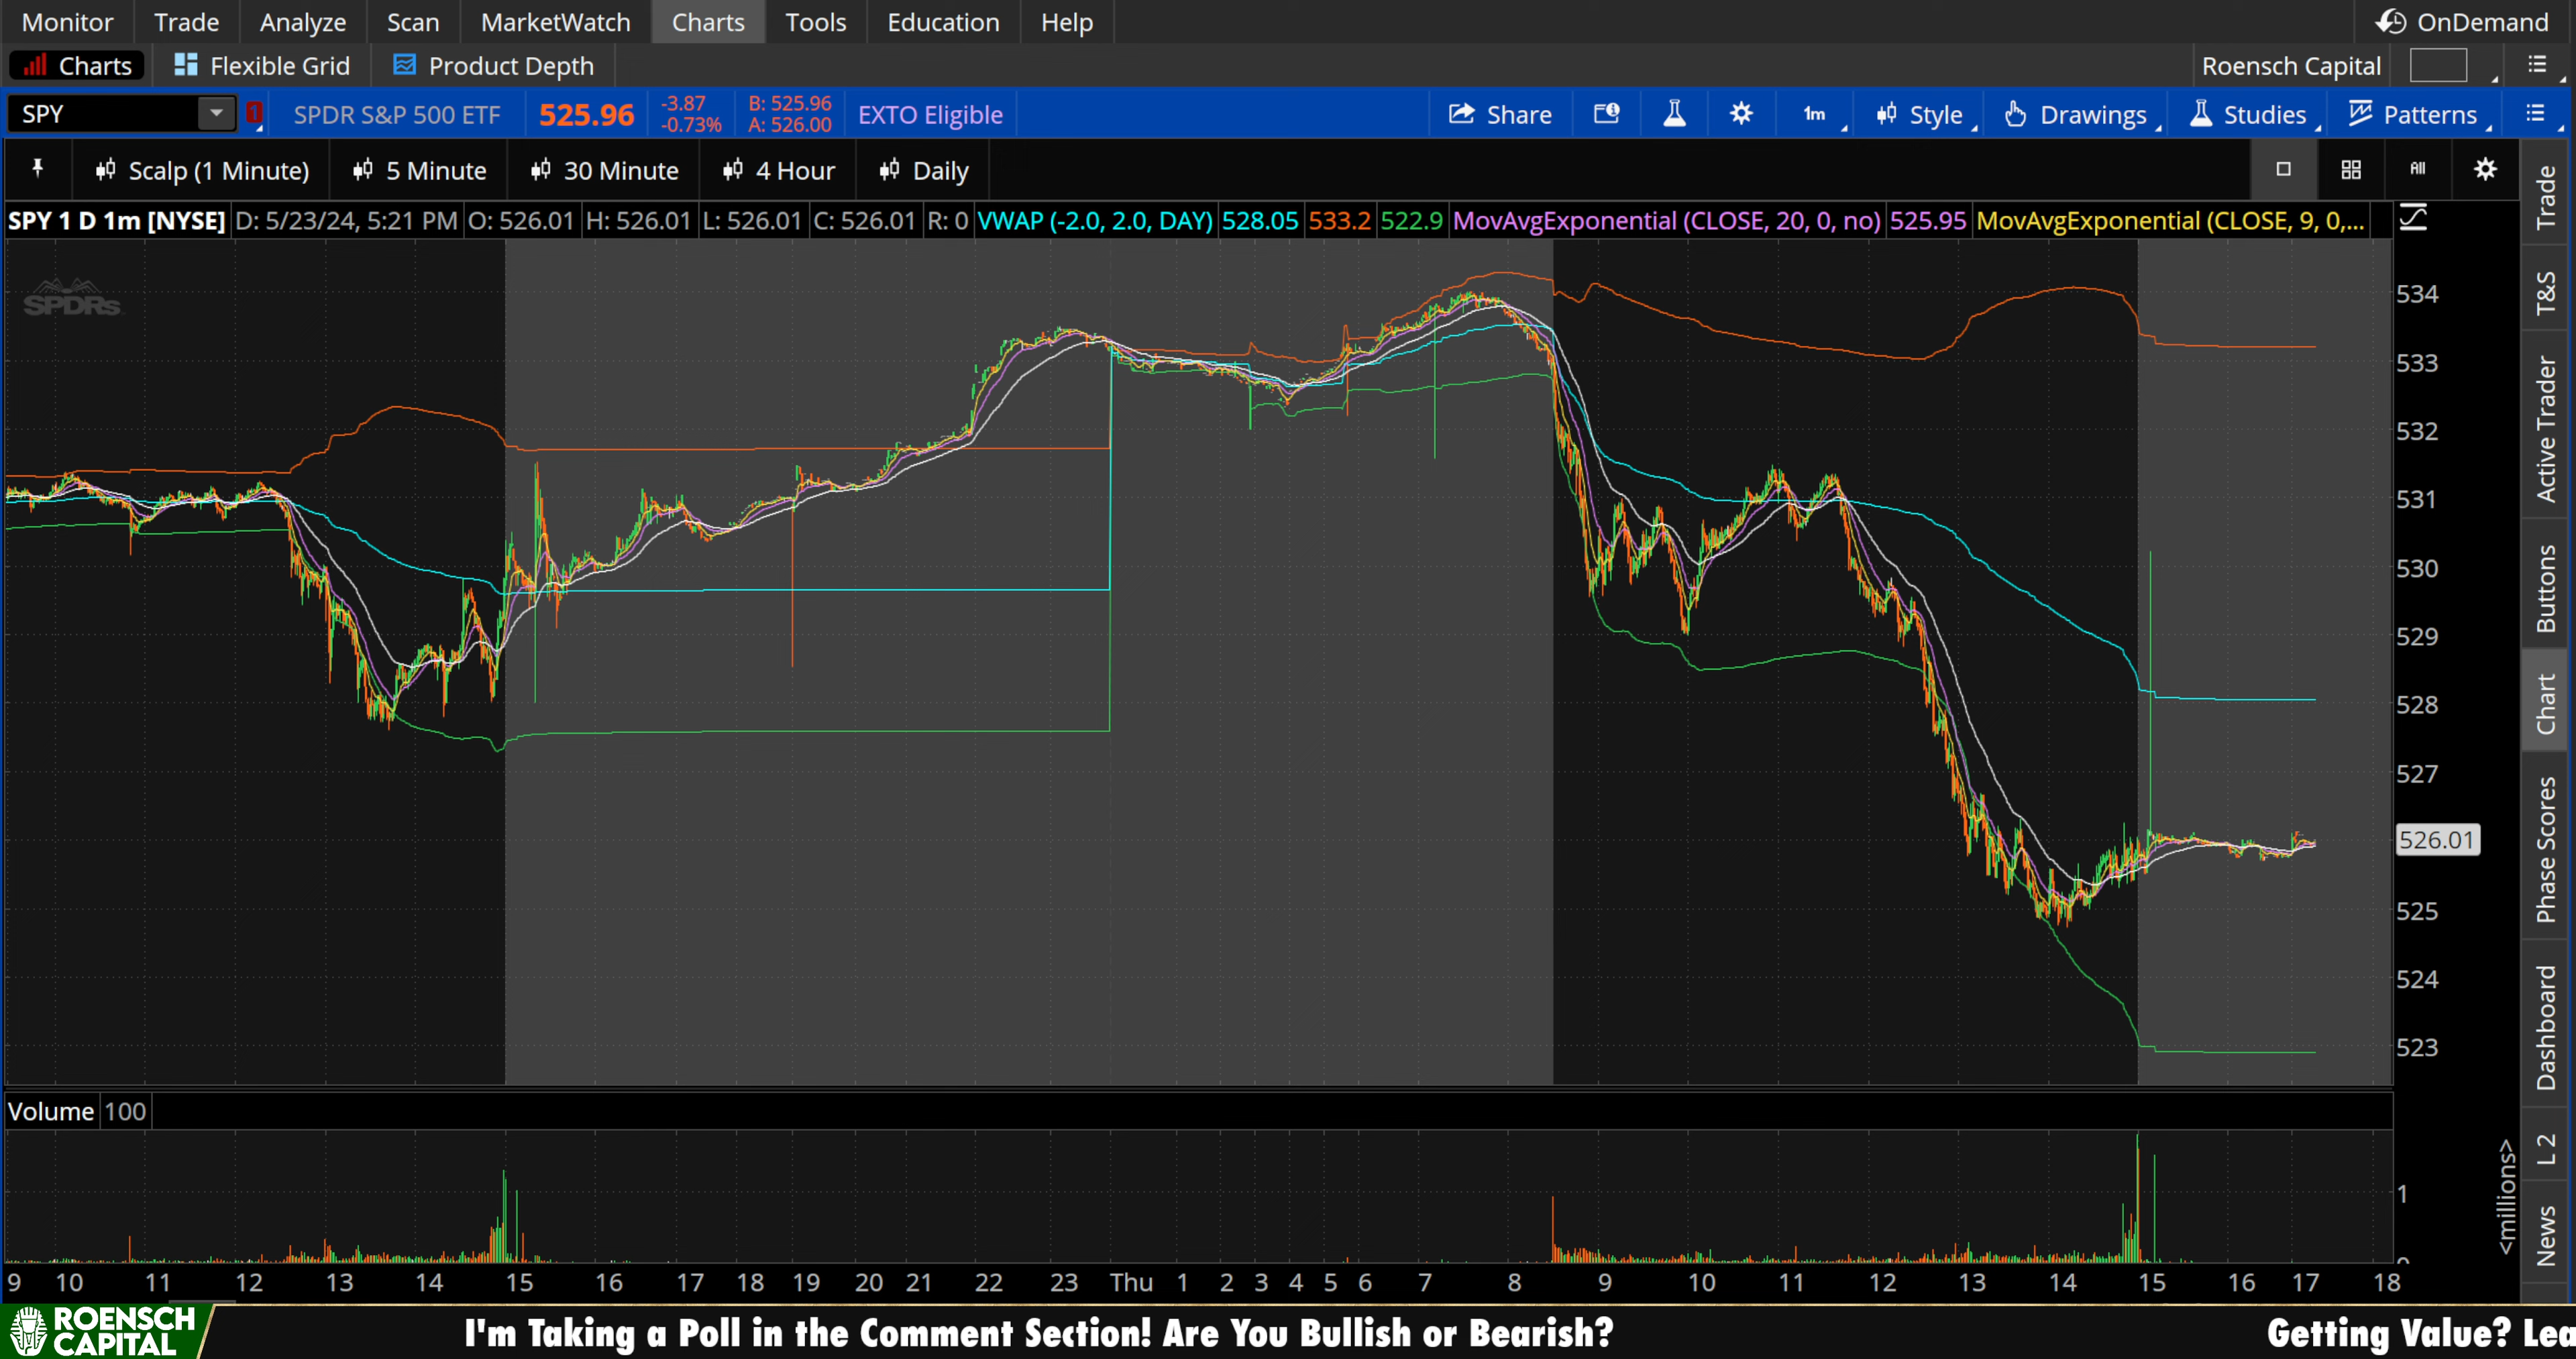 Monitor Trade Analyze Scan MarketWatch Charts Tools Education Help OnDemand
Charts Flexible Grid Product Depth Roensch Capital
SPY 1 SPDR S&P 500 ETF 525.96 -3.87 B: 525.96 EXTO Eligible Share 1m Style Drawings Studies Patterns
-0.73% A: 526.00
Scalp (1 Minute) 5 Minute 30 Minute 4 Hour Daily All
SPY 1 D 1m [NYSE] D: 5/23/24, 5:21 PM O: 526.01 H: 526.01 L: 526.01 C: 526.01 R: 0 VWAP (-2.0, 2.0, DAY) 528.05 533.2 522.9 MovAvgExponential (CLOSE, 20, 0, no) 525.95 MovAvgExponential (CLOSE, 9, 0,...
SPDRs
534
533
532
531
530
529
528
527
526.01
525
524
523
Volume 100
1
0
<millions>
9 10 11 12 13 14 15 16 17 18 19 20 21 22 23 Thu 1 2 3 4 5 6 7 8 9 10 11 12 13 14 15 16 17 18
Trade
T&S
Active Trader
Buttons
Chart
Phase Scores
Dashboard
L 2
News
ROENSCH
CAPITAL
I'm Taking a Poll in the Comment Section! Are You Bullish or Bearish?
Getting Value? Lea